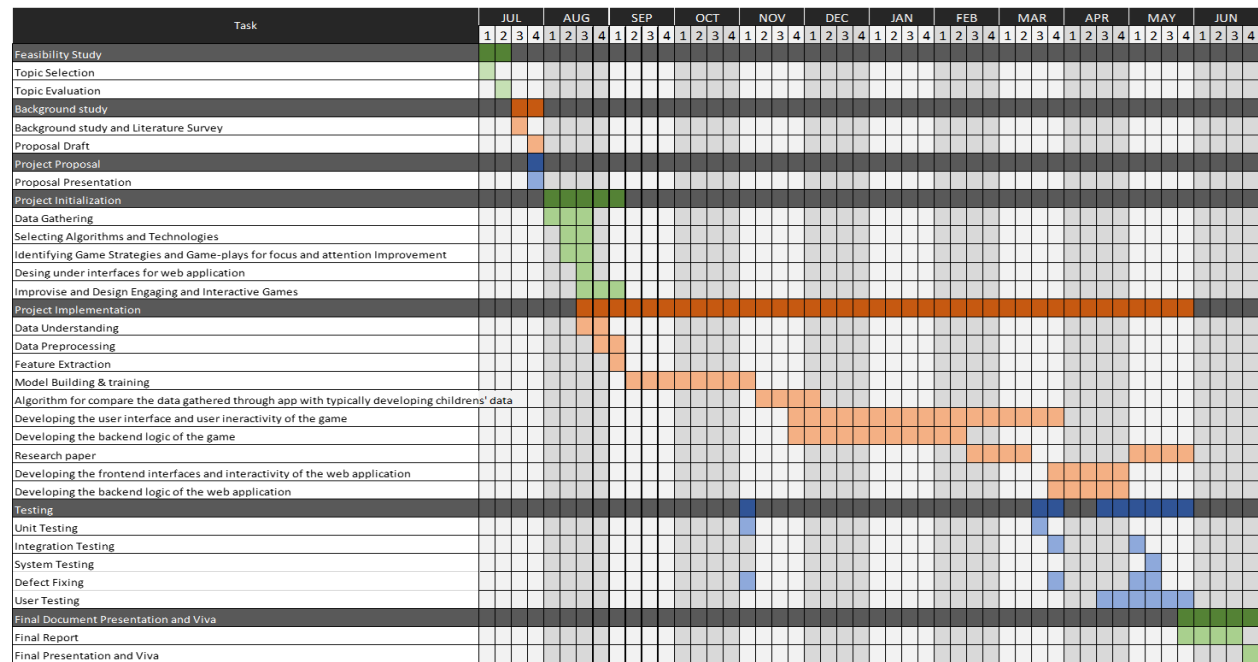 Task JUL AUG SEP OCT NOV DEC JAN FEB MAR APR MAY JUN
1 2 3 4 1 2 3 4 1 2 3 4 1 2 3 4 1 2 3 4 1 2 3 4 1 2 3 4 1 2 3 4 1 2 3 4 1 2 3 4 1 2 3 4 1 2 3 4
Feasibility Study
Topic Selection
Topic Evaluation
Background study
Background study and Literature Survey
Proposal Draft
Project Proposal
Proposal Presentation
Project Initialization
Data Gathering
Selecting Algorithms and Technologies
Identifying Game Strategies and Game-plays for focus and attention Improvement
Desing under interfaces for web application
Improvise and Design Engaging and Interactive Games
Project Implementation
Data Understanding
Data Preprocessing
Feature Extraction
Model Building & training
Algorithm for compare the data gathered through app with typically developing childrens' data
Developing the user interface and user ineractivity of the game
Developing the backend logic of the game
Research paper
Developing the frontend interfaces and interactivity of the web application
Developing the backend logic of the web application
Testing
Unit Testing
Integration Testing
System Testing
Defect Fixing
User Testing
Final Document Presentation and Viva
Final Report
Final Presentation and Viva